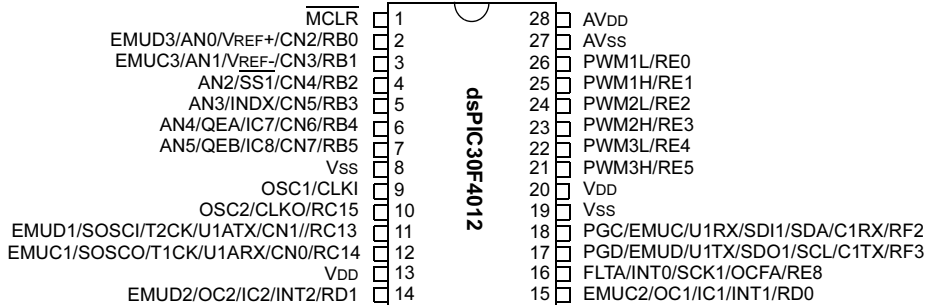 MCLR 1 28 AVDD
EMUD3/AN0/VREF+/CN2/RB0 2 27 AVSS
EMUC3/AN1/VREF-/CN3/RB1 3 26 PWM1L/RE0
AN2/SS1/CN4/RB2 4 25 PWM1H/RE1
AN3/INDX/CN5/RB3 5 24 PWM2L/RE2
AN4/QEA/IC7/CN6/RB4 6 23 PWM2H/RE3
AN5/QEB/IC8/CN7/RB5 7 22 PWM3L/RE4
VSS 8 21 PWM3H/RE5
OSC1/CLKI 9 20 VDD
OSC2/CLKO/RC15 10 19 VSS
EMUD1/SOSCI/T2CK/U1ATX/CN1//RC13 11 18 PGC/EMUC/U1RX/SDI1/SDA/C1RX/RF2
EMUC1/SOSCO/T1CK/U1ARX/CN0/RC14 12 17 PGD/EMUD/U1TX/SDO1/SCL/C1TX/RF3
VDD 13 16 FLTA/INT0/SCK1/OCFA/RE8
EMUD2/OC2/IC2/INT2/RD1 14 15 EMUC2/OC1/IC1/INT1/RD0
dsPIC30F4012